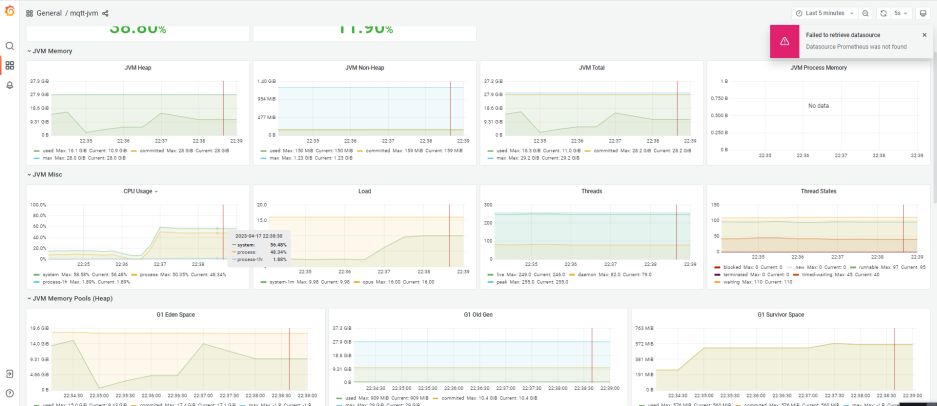 General / mqtt-jvm
Last 5 minutes
5s
Failed to retrieve datasource
Datasource Prometheus was not found
38.80%
11.90%
JVM Memory
JVM Heap
37.3 GiB
27.9 GiB
9.31 GiB
0 B
22:35 22:36 22:37 22:38 22:39
used Max: 16.1 GiB Current: 10.9 GiB committed Max: 28 GiB Current: 28 GiB
max Max: 28.0 GiB Current: 28.0 GiB
JVM Non-Heap
1.40 GiB
954 MiB
477 MiB
0 B
22:35 22:36 22:37 22:38 22:39
used Max: 150 MiB Current: 150 MiB committed Max: 159 MiB Current: 159 MiB
max Max: 1.23 GiB Current: 1.23 GiB
JVM Total
37.3 GiB
27.9 GiB
9.31 GiB
0 B
22:35 22:36 22:37 22:38 22:39
used Max: 16.3 GiB Current: 11.0 GiB committed Max: 28.2 GiB Current: 28.2 GiB
max Max: 29.2 GiB Current: 29.2 GiB
JVM Process Memory
1 B
0.750 B
0.500 B
0.250 B
0 B
No data
22:35 22:36 22:37 22:38 22:39
JVM Misc
CPU Usage
100.0%
80.0%
60.0%
40.0%
20.0%
0%
22:35 22:36 22:37 22:38
2023-04-17 22:38:30
system: 56.48%
process: 48.34%
process-1h: 1.88%
system Max: 58.58% Current: 56.48% process Max: 50.35% Current: 48.34%
process-1h Max: 1.89% Current: 1.89%
Load
20.0
15.0
22:35 22:36 22:37 22:38 22:39
system-1m Max: 9.98 Current: 9.98 cpus Max: 16.00 Current: 16.00
Threads
300
200
100
0
22:35 22:36 22:37 22:38 22:39
live Max: 249.0 Current: 246.0 daemon Max: 82.0 Current: 79.0
peak Max: 255.0 Current: 255.0
Thread States
150
100
50
0
22:35 22:36 22:37 22:38 22:39
blocked Max: 0 Current: 0 new Max: 0 Current: 0 runnable Max: 97 Current: 95
terminated Max: 0 Current: 0 timed-waiting Max: 45 Current: 40
waiting Max: 110 Current: 110
JVM Memory Pools (Heap)
G1 Eden Space
18.6 GiB
14.0 GiB
9.31 GiB
4.66 GiB
0 B
22:34:30 22:35:00 22:35:30 22:36:00 22:36:30 22:37:00 22:37:30 22:38:00 22:38:30 22:39:00
G1 Old Gen
37.3 GiB
27.9 GiB
18.6 GiB
9.31 GiB
0 B
22:34:30 22:35:00 22:35:30 22:36:00 22:36:30 22:37:00 22:37:30 22:38:00 22:38:30 22:39:00
used Max: 909 MiB Current: 909 MiB committed Max: 10.4 GiB Current: 10.4 GiB
G1 Survivor Space
763 MiB
572 MiB
381 MiB
191 MiB
0 B
22:34:30 22:35:00 22:35:30 22:36:00 22:36:30 22:37:00 22:37:30 22:38:00 22:38:30 22:39:00